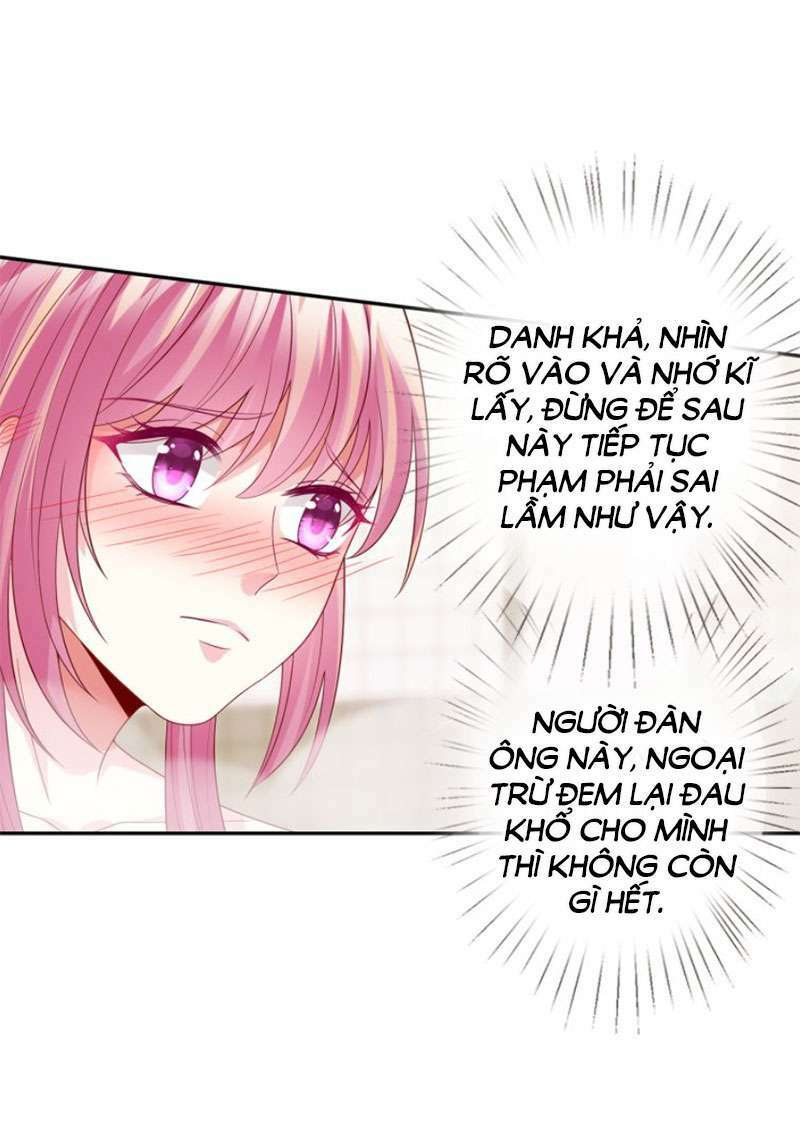 DANH KHẢ, NHÌN
RÕ VÀO VÀ NHỚ KĨ
LẤY, ĐỪNG ĐỂ SAU
NÀY TIẾP TỤC
PHẠM PHẢI SAI
LẦM NHƯ VẬY.
NGƯỜI ĐÀN
ÔNG NÀY, NGOẠI
TRỪ ĐEM LẠI ĐAU
KHỔ CHO MÌNH
THÌ KHÔNG CÒN
GÌ HẾT.